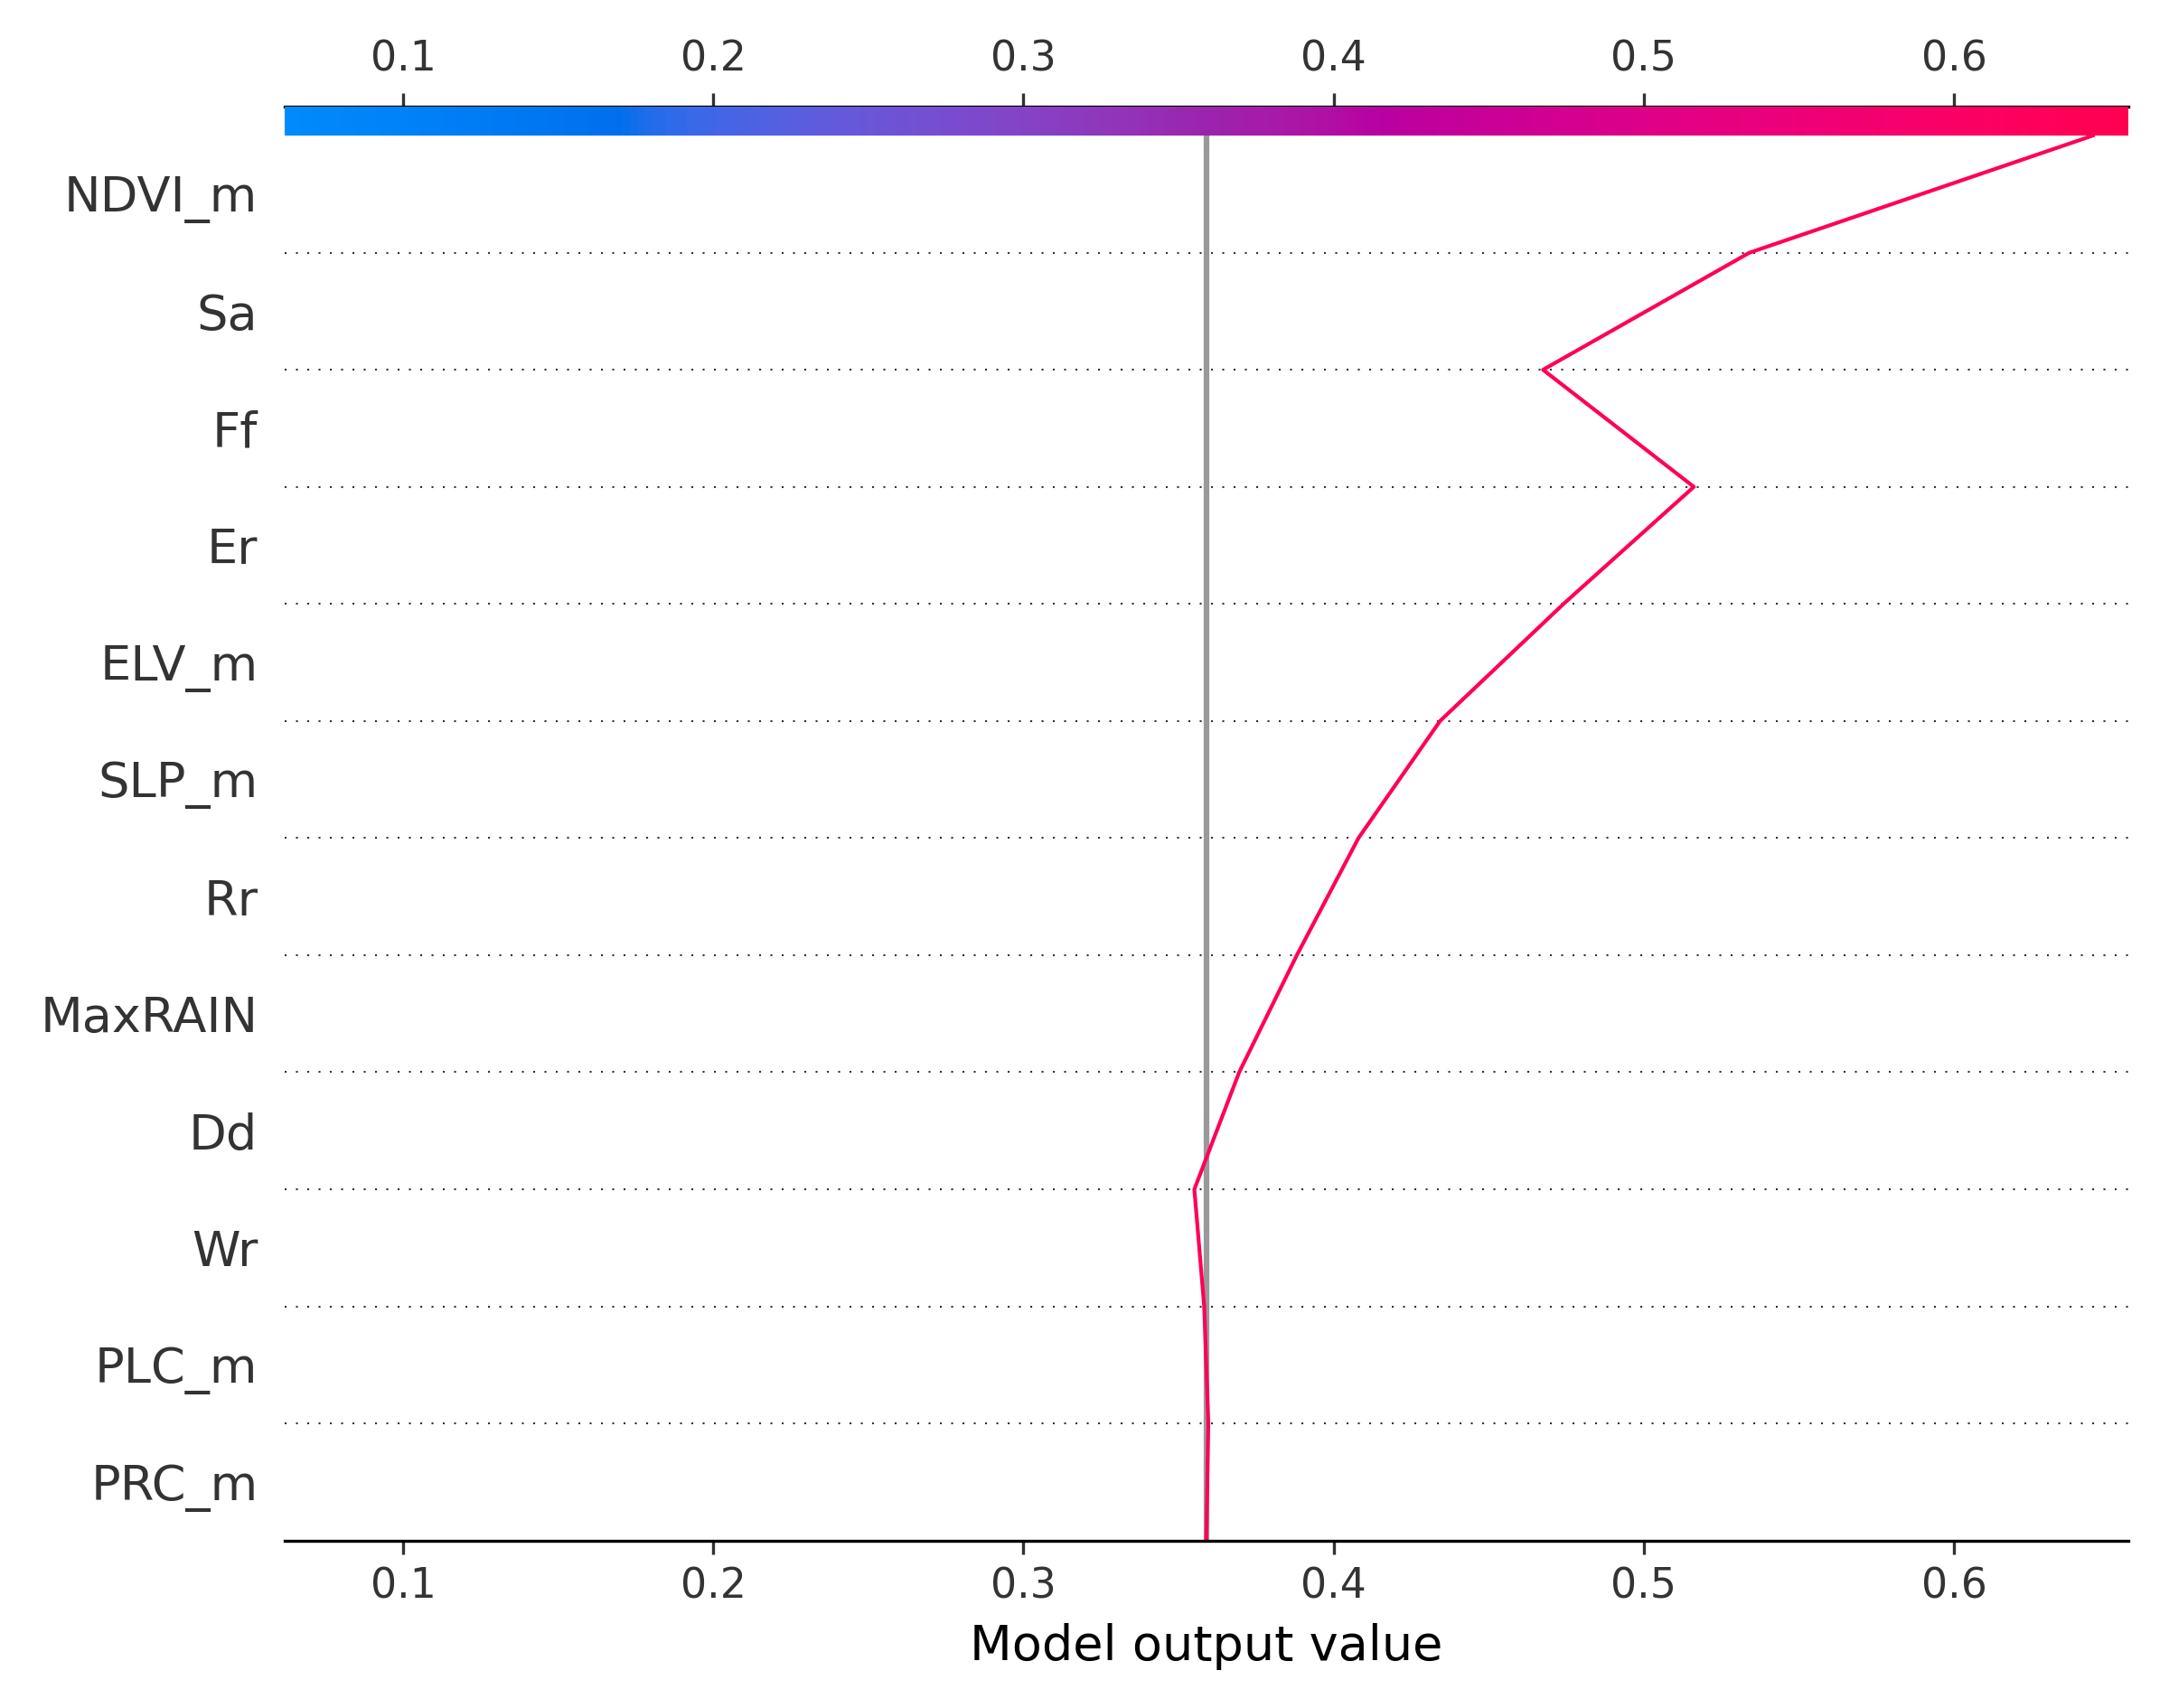 0.1 0.2 0.3 0.4 0.5 0.6
NDVI_m
Sa
Ff
Er
ELV_m
SLP_m
Rr
MaxRAIN
Dd
Wr
PLC_m
PRC_m
0.1 0.2 0.3 0.4 0.5 0.6
Model output value